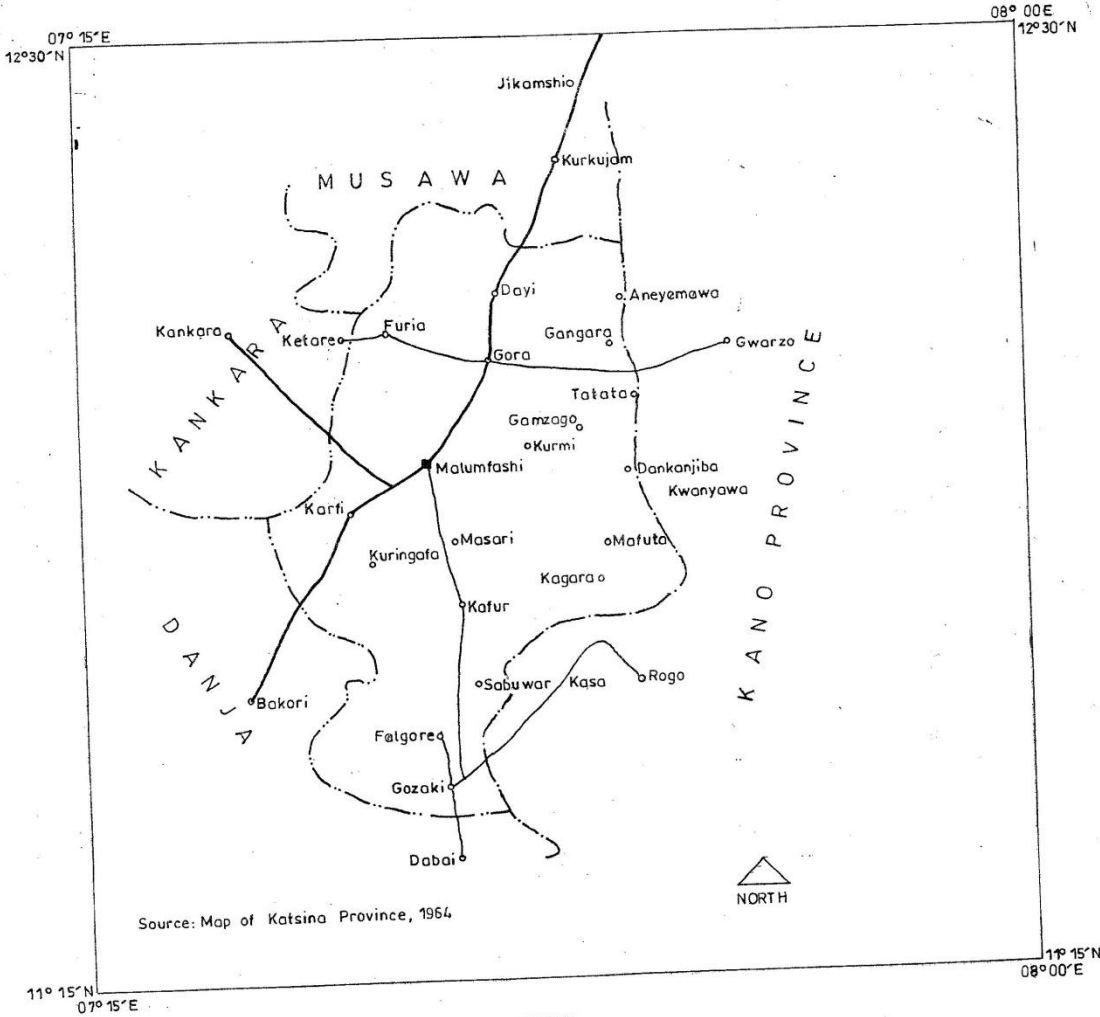 08° 00 E
07° 15´E
12°30´N
12°30´N
Jikamshio
Kurkujam
MUSAWA
Dayi
Aneyemawa
Kankara
Ketare
Furia
Gangara
Gwarzo
Gora
KANKARA
Tatata
Gamzago
Kurmi
Malumfashi
Dankanjiba
Kwanyawa
Karfi
Masari
Mafuta
Kuringafa
Kagara
Kafur
KANO PROVINCE
DANJA
Sabuwar Kasa
Rogo
Bakori
Falgore
Gozaki
Dabai
NORTH
Source: Map of Katsina Province, 1964
11° 15´N
08° 00´E
11° 15´N
07° 15´E